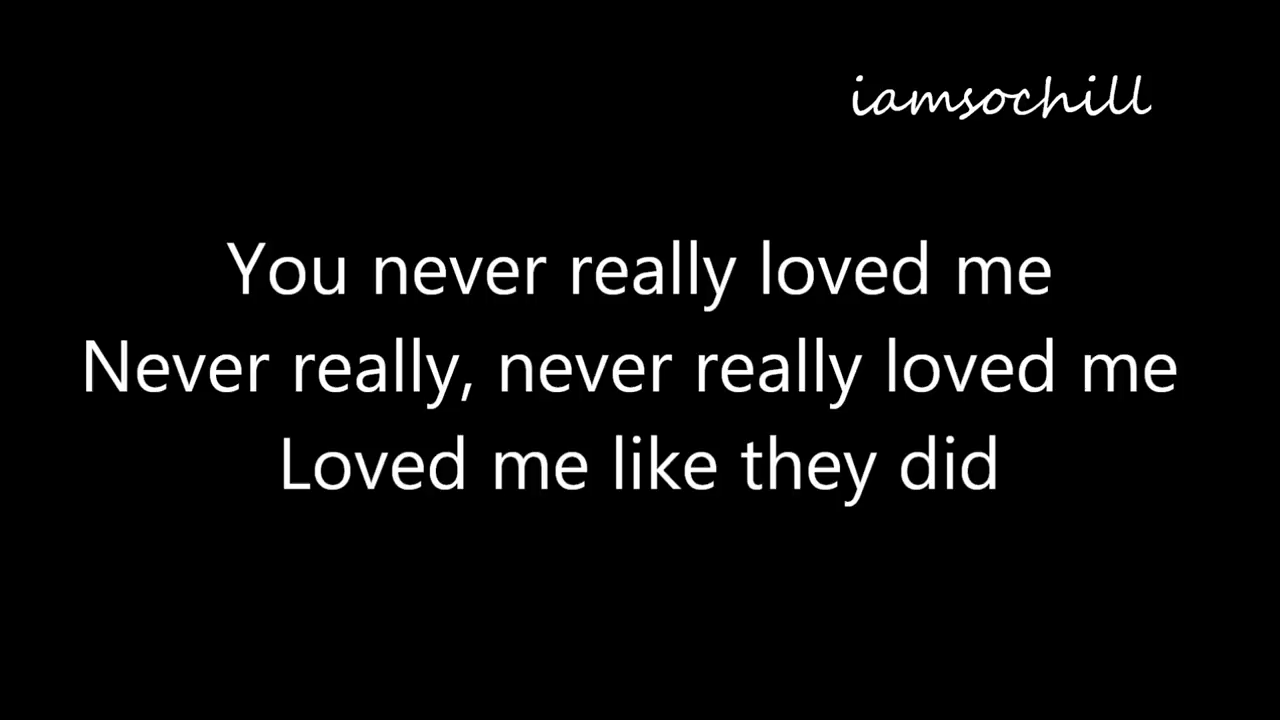 iamsochill
You never really loved me
Never really, never really loved me
Loved me like they did